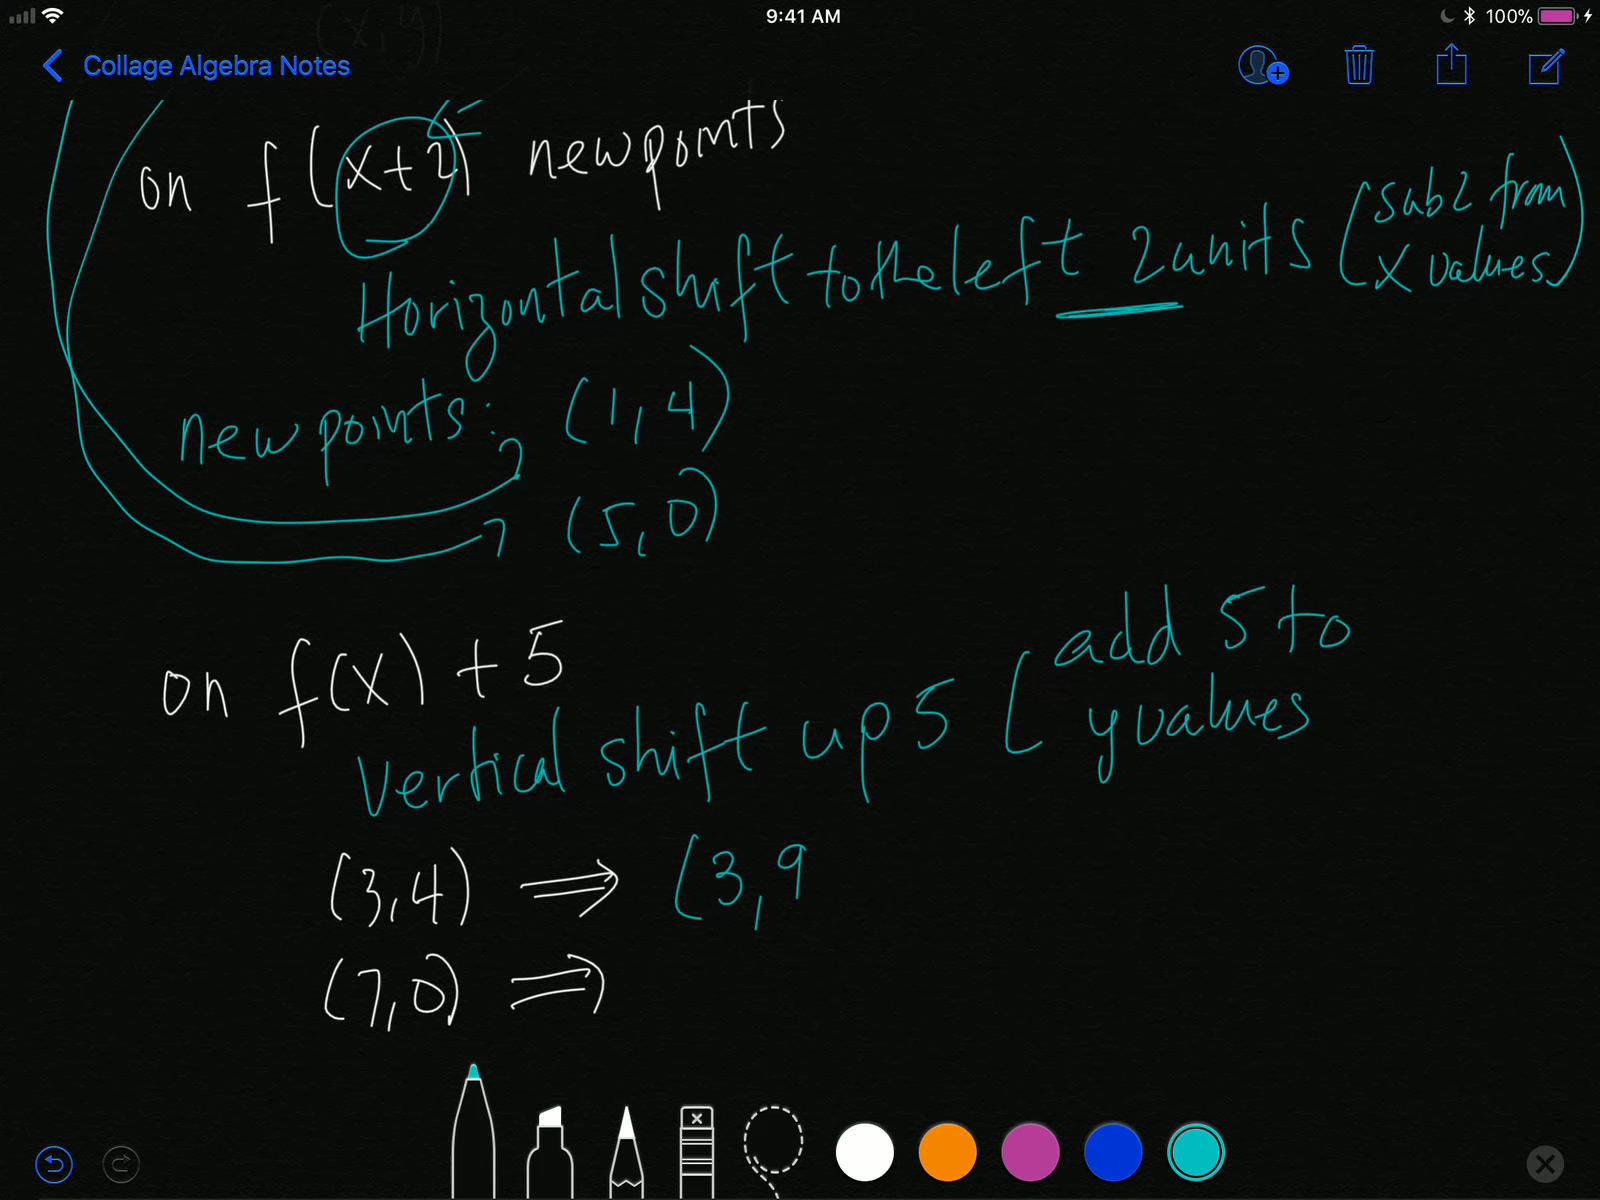 9:41 AM
100%
Collage Algebra Notes
on f(x+2) new points
Horizontal shift to the left 2 units (sub 2 from
x values)
new points: (1,4)
(5,0)
on f(x) + 5
Vertical shift up 5 (add 5 to
y values
(3,4) ⇒ (3,9
(7,0) ⇒